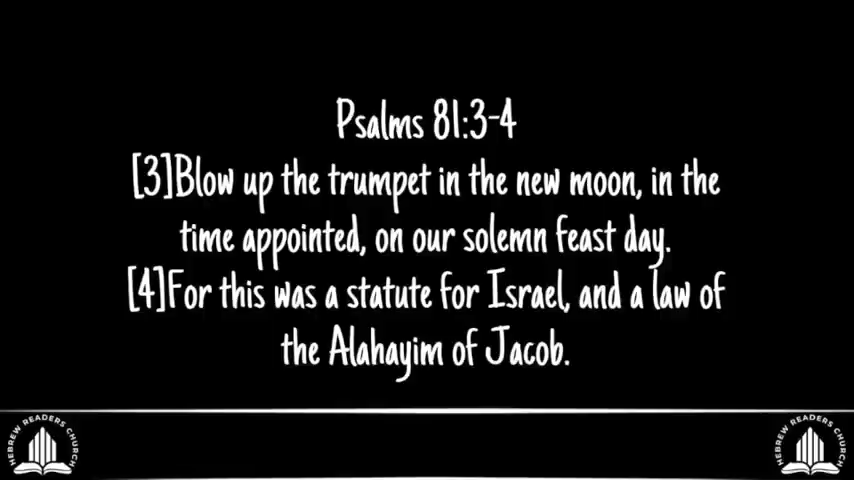 Psalms 81:3-4
[3]Blow up the trumpet in the new moon, in the
time appointed, on our solemn feast day.
[4]For this was a statute for Israel, and a law of
the Alahayim of Jacob.
HEBREW READERS CHURCH
HEBREW READERS CHURCH